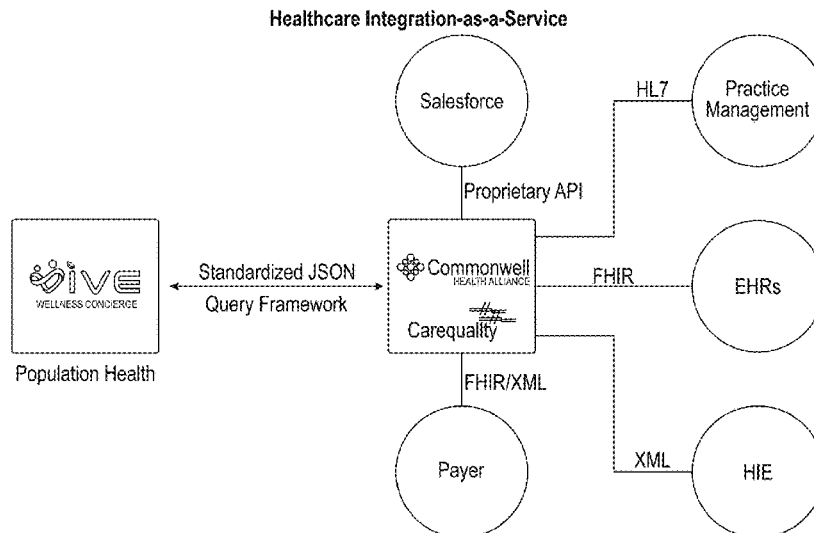 Healthcare Integration-as-a-Service
Salesforce
HL7
Practice
Management
Proprietary API
IVE
WELLNESS CONCIERGE
Standardized JSON
Query Framework
Commonwell
HEALTH ALLIANCE
Carequality
FHIR
EHRs
Population Health
FHIR/XML
Payer
XML
HIE